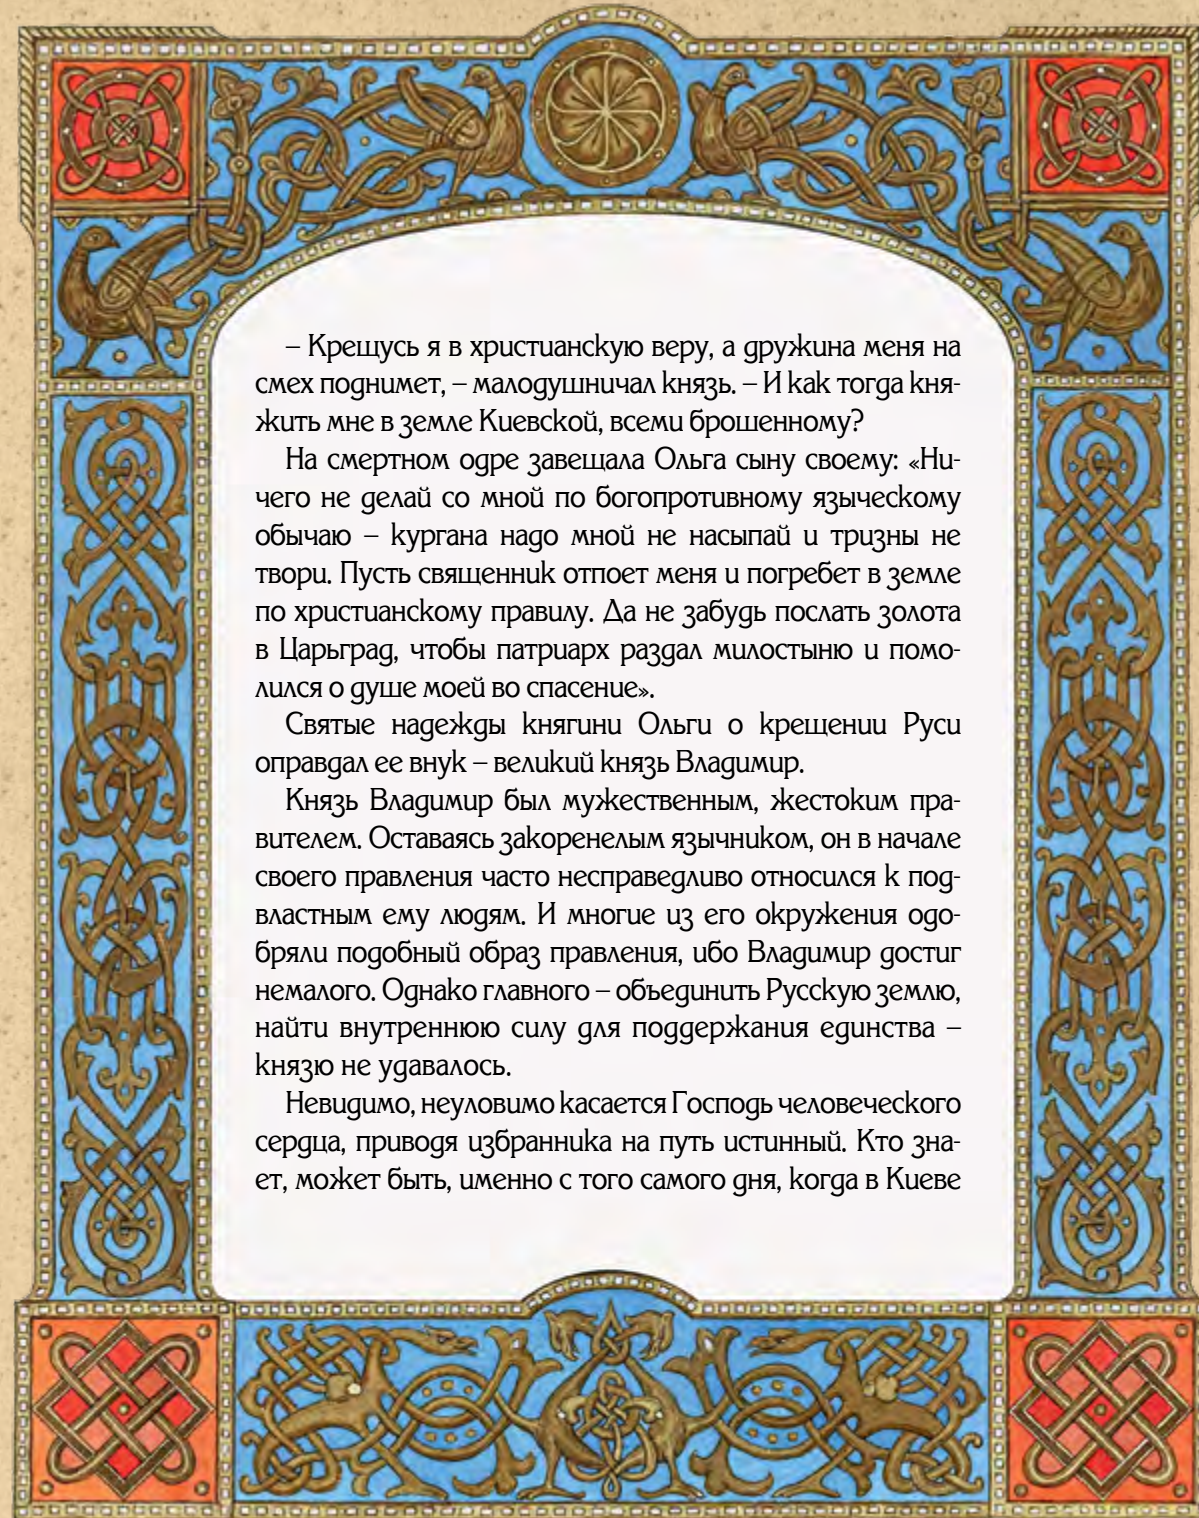 – Крещусь я в христианскую веру, а дружина меня на
смех поднимет, – малодушничал князь. – И как тогда кня-
жить мне в земле Киевской, всеми брошенному?
На смертном одре завещала Ольга сыну своему: «Ни-
чего не делай со мной по богопротивному языческому
обычаю – кургана надо мной не насыпай и тризны не
твори. Пусть священник отпоет меня и погребет в земле
по христианскому правилу. Да не забудь послать золота
в Царьград, чтобы патриарх раздал милостыню и помо-
лился о душе моей во спасение».
Святые надежды княгини Ольги о крещении Руси
оправдал ее внук – великий князь Владимир.
Князь Владимир был мужественным, жестоким пра-
вителем. Оставаясь закоренелым язычником, он в начале
своего правления часто несправедливо относился к под-
властным ему людям. И многие из его окружения одо-
бряли подобный образ правления, ибо Владимир достиг
немалого. Однако главного – объединить Русскую землю,
найти внутреннюю силу для поддержания единства –
князю не удавалось.
Невидимо, неуловимо касается Господь человеческого
сердца, приводя избранника на путь истинный. Кто зна-
ет, может быть, именно с того самого дня, когда в Киеве